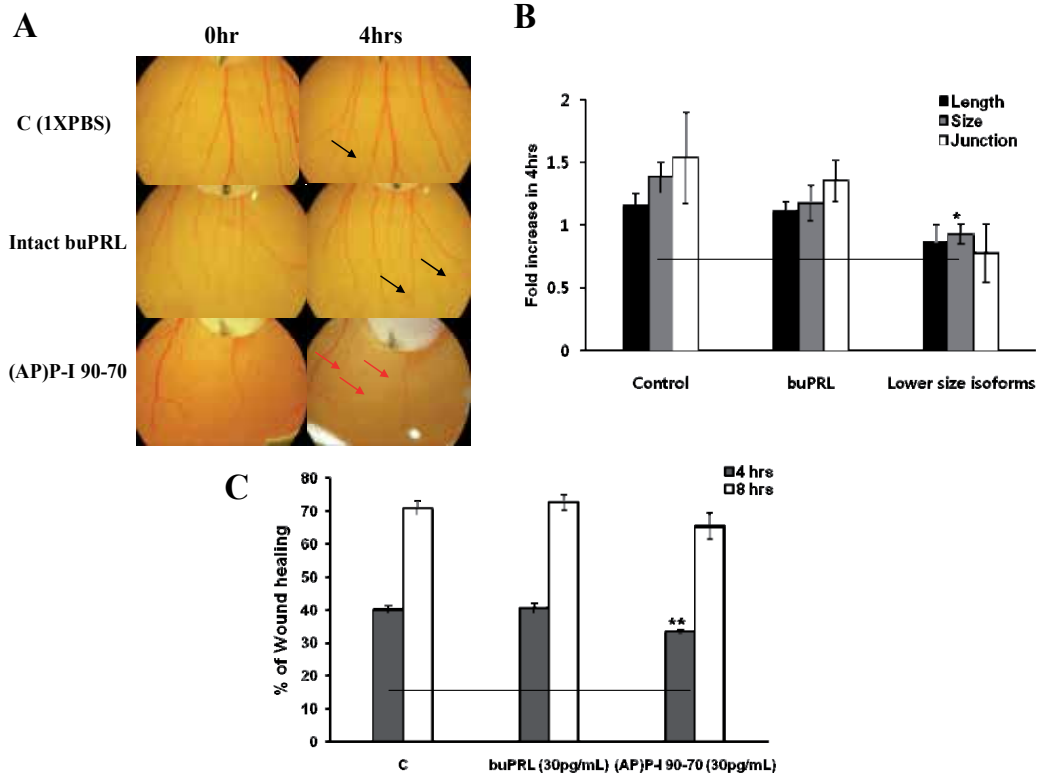 A
0hr 4hrs
C (1XPBS)
Intact buPRL
(AP)P-I 90-70
B
Fold increase in 4hrs
2
1.5
1
0.5
0
Length
Size
Junction
*
Control buPRL Lower size isoforms
C
% of Wound healing
80
70
60
50
40
30
20
10
0
4 hrs
8 hrs
**
C buPRL (30pg/mL) (AP)P-I 90-70 (30pg/mL)